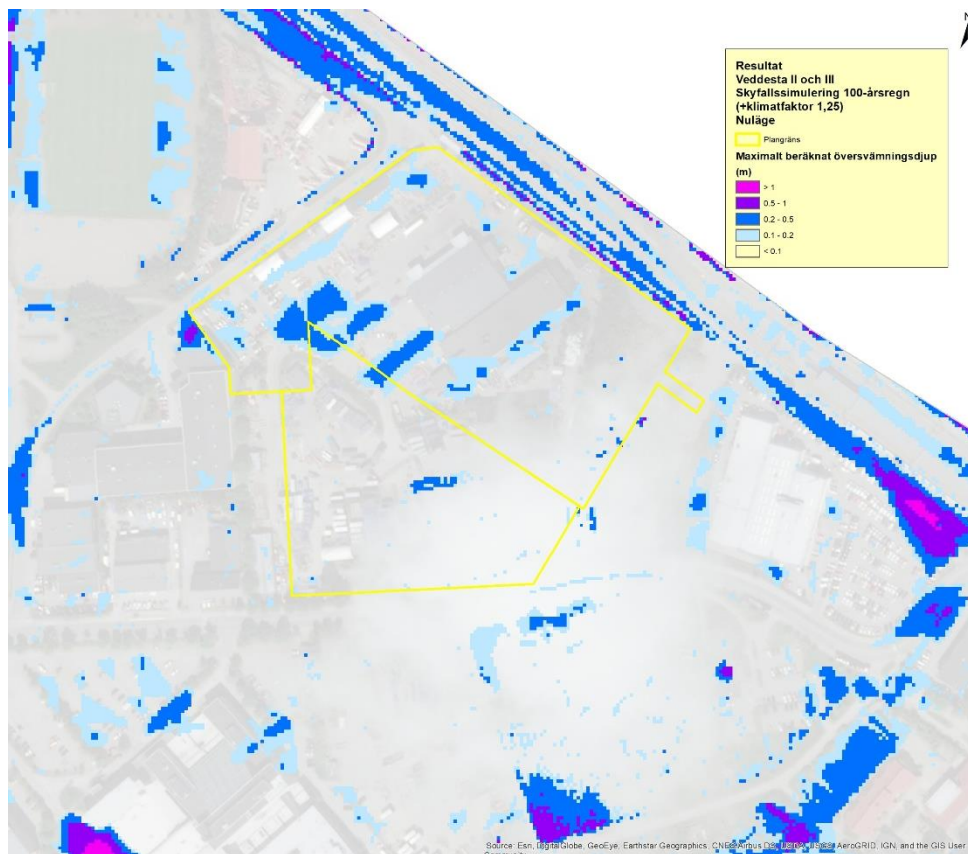 N
Resultat
Veddesta II och III
Skyfallssimulering 100-årsregn
(+klimatfaktor 1,25)
Nuläge
Plangräns
Maximalt beräknat översvämningsdjup
(m)
> 1
0.5 - 1
0.2 - 0.5
0.1 - 0.2
< 0.1
Source: Esri, DigitalGlobe, GeoEye, Earthstar Geographics, CNES/Airbus DS, USDA, USGS, AeroGRID, IGN, and the GIS User
Community